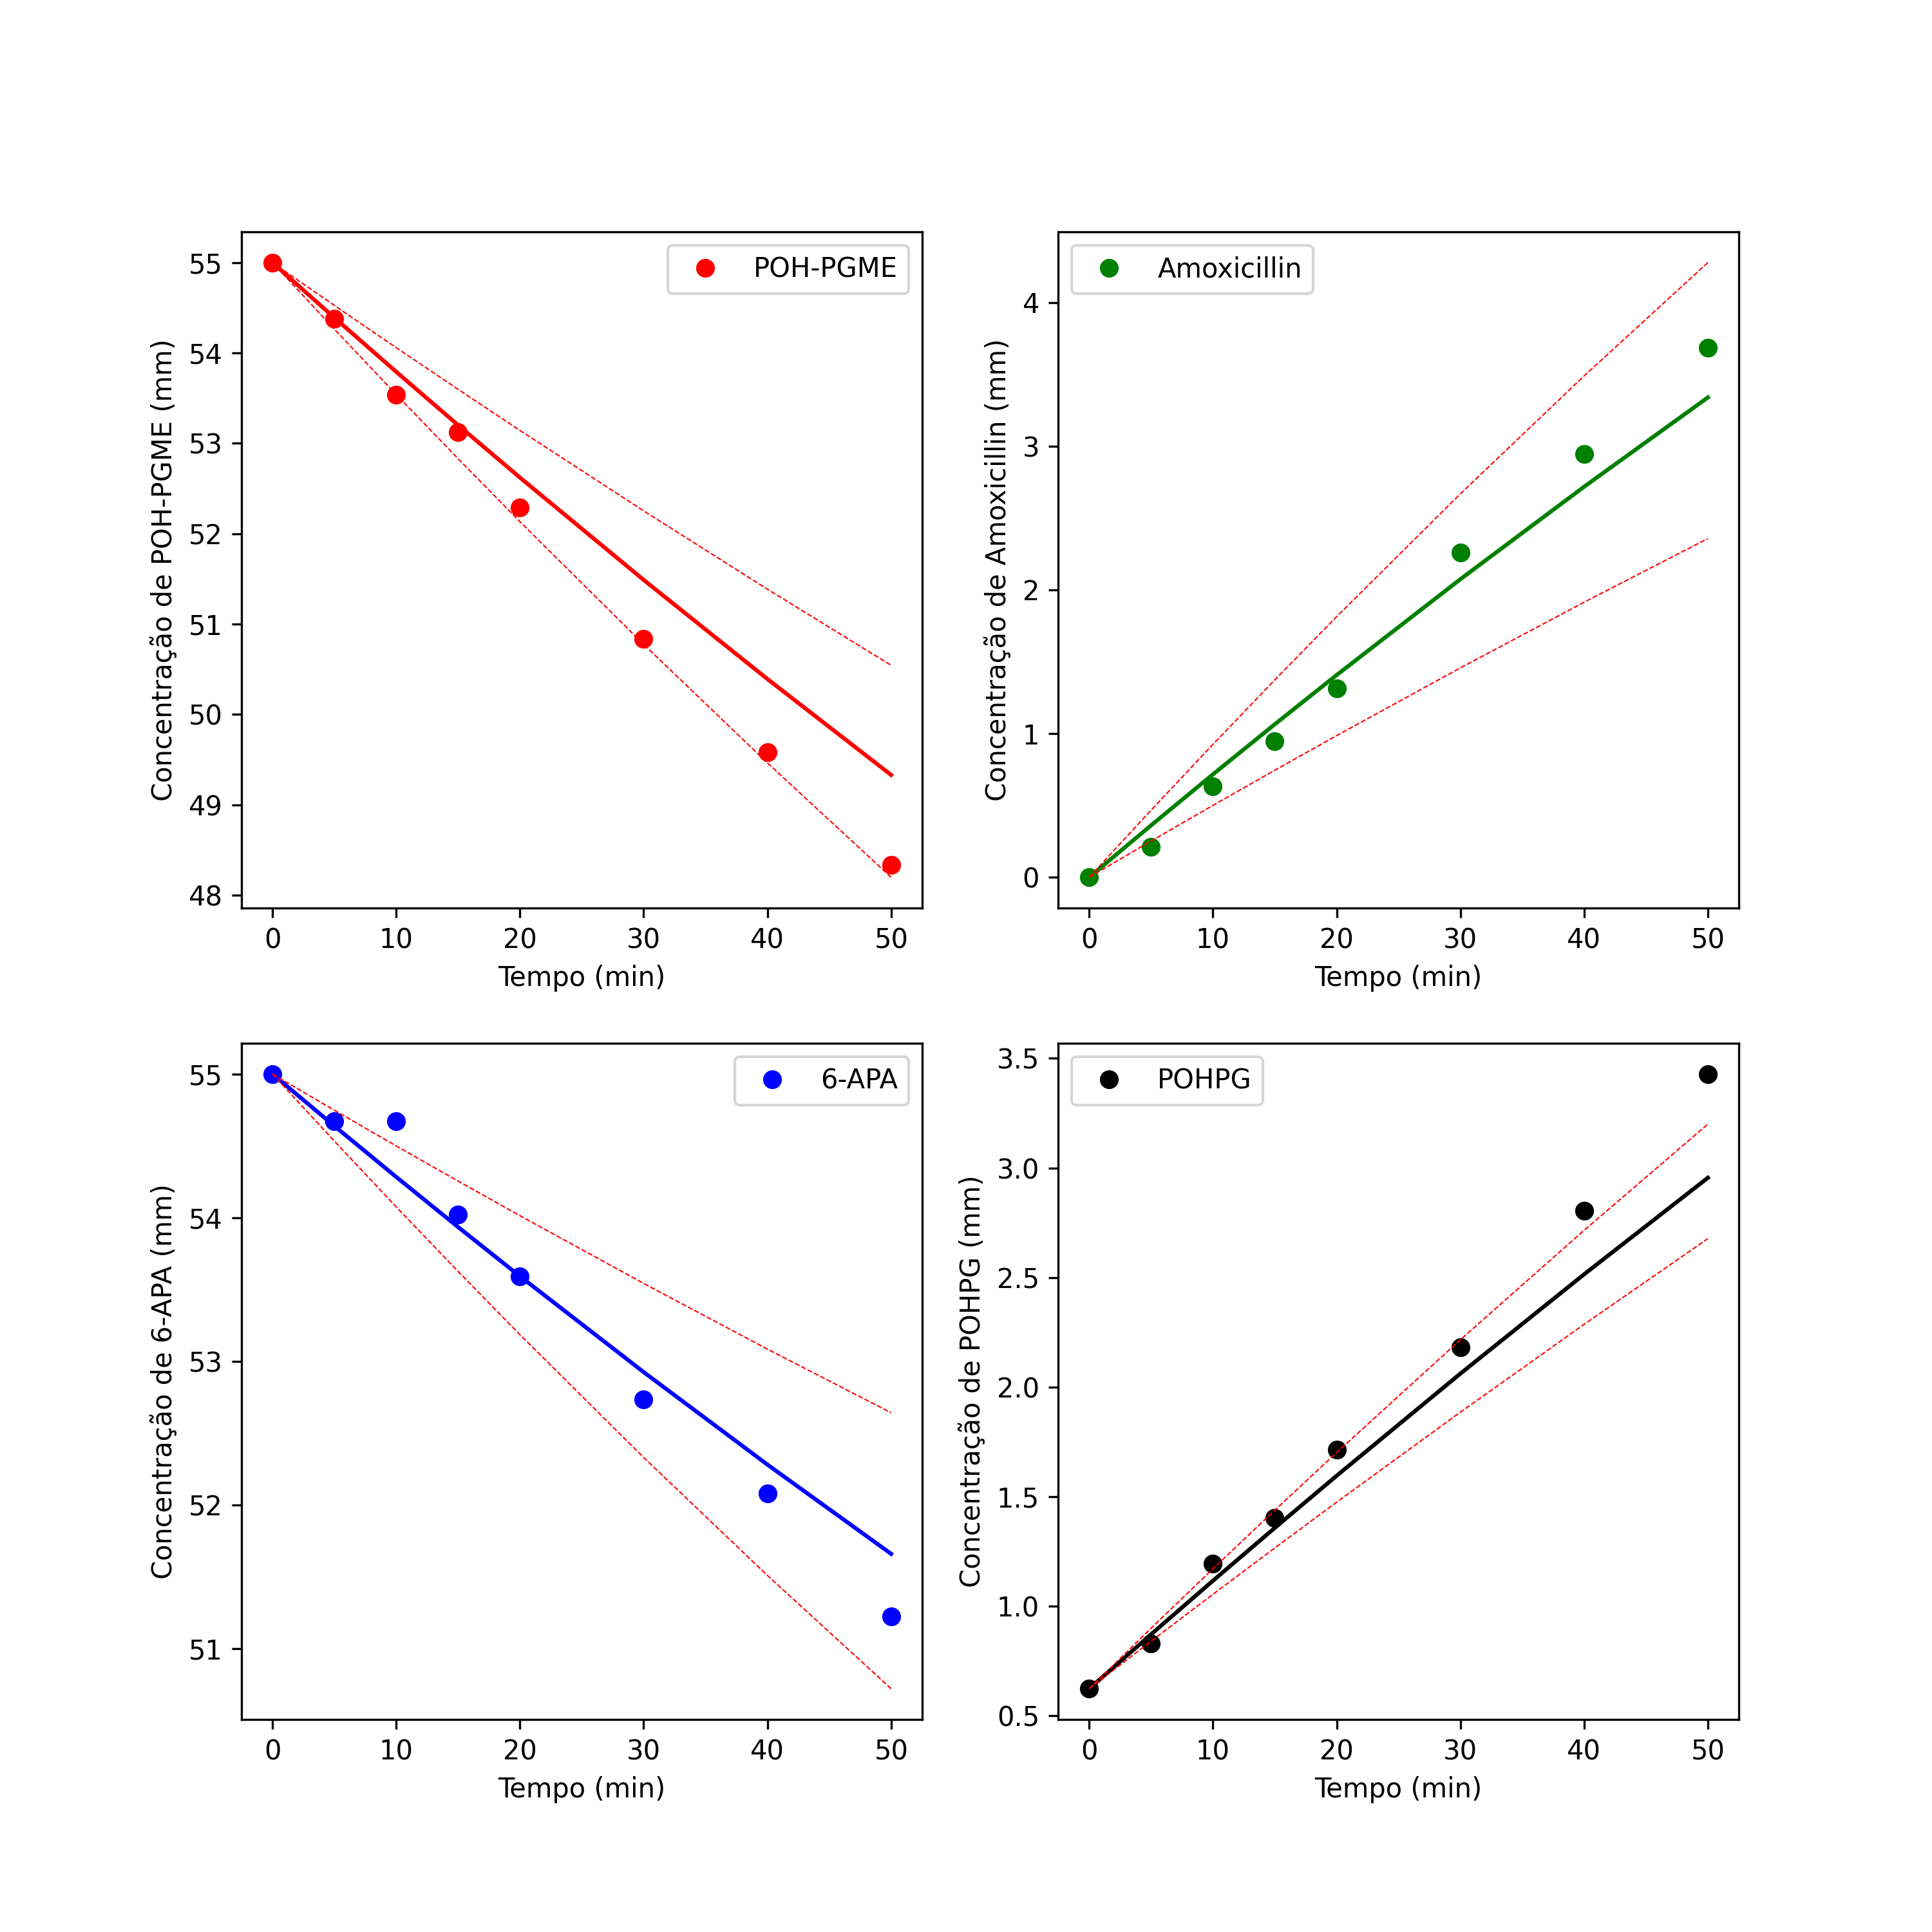 POH-PGME
55
54
53
52
51
50
49
48
Concentração de POH-PGME (mm)
0 10 20 30 40 50
Tempo (min)
Amoxicillin
4
3
2
1
0
Concentração de Amoxicillin (mm)
0 10 20 30 40 50
Tempo (min)
6-APA
55
54
53
52
51
Concentração de 6-APA (mm)
0 10 20 30 40 50
Tempo (min)
POHPG
3.5
3.0
2.5
2.0
1.5
1.0
0.5
Concentração de POHPG (mm)
0 10 20 30 40 50
Tempo (min)